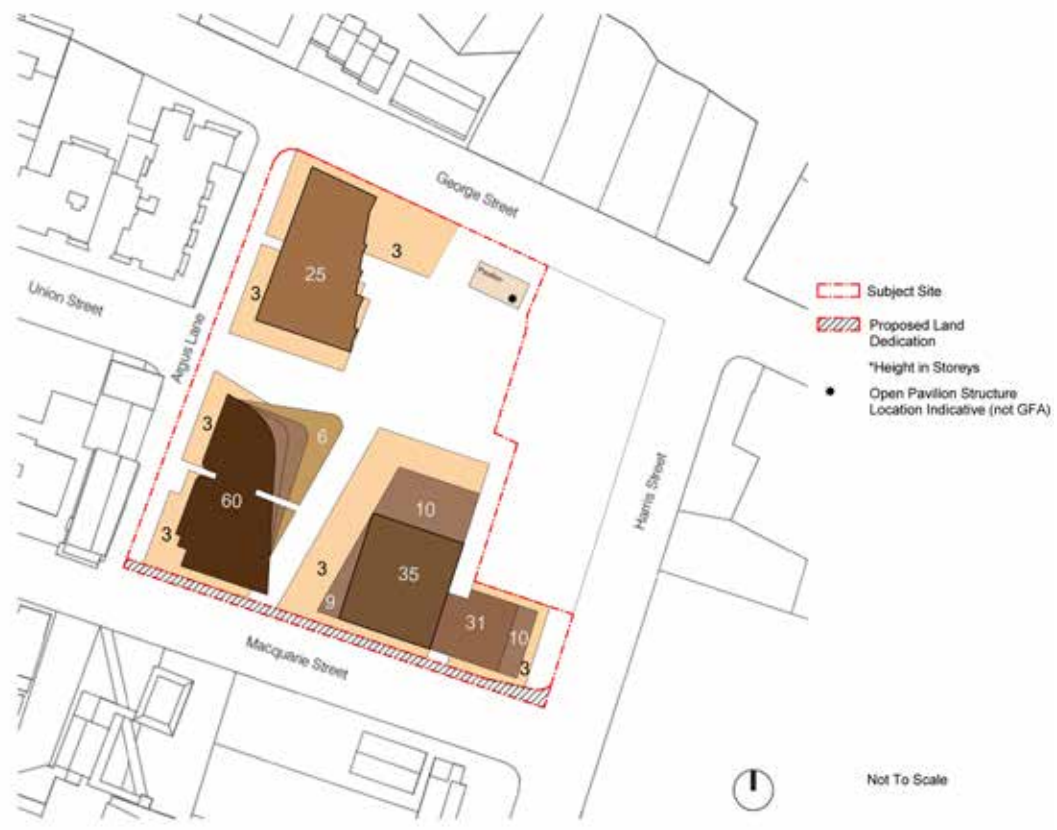 George Street
3
Pavilion
25
3
Union Street
Argus Lane
Subject Site
Proposed Land
Dedication
*Height in Storeys
Open Pavilion Structure
Location Indicative (not GFA)
3
6
60
10
Harris Street
3
3
35
9
31
10
3
Macquarie Street
Not To Scale